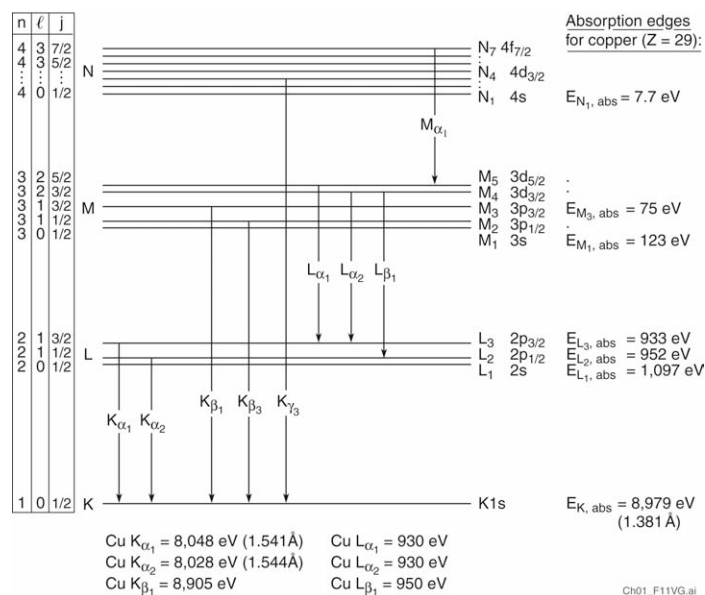 n ℓ j
Absorption edges
for copper (Z = 29):
4 3 7/2
N7 4f7/2
4 3 5/2
N
N4 4d3/2
4 0 1/2
N1 4s
EN1, abs = 7.7 eV
Mα1
3 2 5/2
M5 3d5/2
3 2 3/2
M4 3d3/2
3 1 3/2
M
M3 3p3/2
EM3, abs = 75 eV
3 1 1/2
M2 3p1/2
3 0 1/2
M1 3s
EM1, abs = 123 eV
Lα1 Lα2 Lβ1
2 1 3/2
L3 2p3/2
EL3, abs = 933 eV
2 1 1/2
L
L2 2p1/2
EL2, abs = 952 eV
2 0 1/2
L1 2s
EL1, abs = 1,097 eV
Kα1 Kα2 Kβ1 Kβ3 Kγ3
1 0 1/2
K
K1s
EK, abs = 8,979 eV
(1.381Å)
Cu Kα1 = 8,048 eV (1.541Å)
Cu Lα1 = 930 eV
Cu Kα2 = 8,028 eV (1.544Å)
Cu Lα2 = 930 eV
Cu Kβ1 = 8,905 eV
Cu Lβ1 = 950 eV
Ch01_F11VG.ai